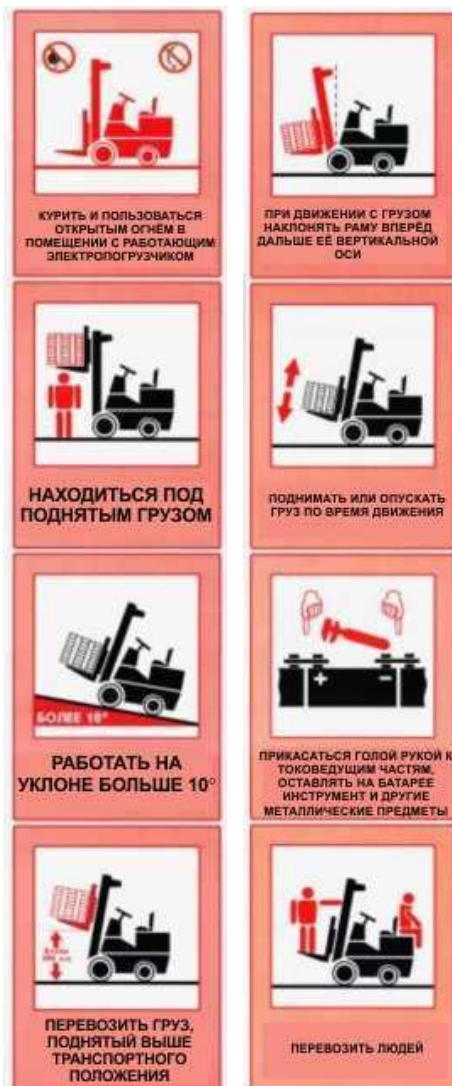 КУРИТЬ И ПОЛЬЗОВАТЬСЯ
ОТКРЫТЫМ ОГНЁМ В
ПОМЕЩЕНИИ С РАБОТАЮЩИМ
ЭЛЕКТРОПОГРУЗЧИКОМ
ПРИ ДВИЖЕНИИ С ГРУЗОМ
НАКЛОНЯТЬ РАМУ ВПЕРЁД
ДАЛЬШЕ ЕЁ ВЕРТИКАЛЬНОЙ
ОСИ
НАХОДИТЬСЯ ПОД
ПОДНЯТЫМ ГРУЗОМ
ПОДНИМАТЬ ИЛИ ОПУСКАТЬ
ГРУЗ ПО ВРЕМЯ ДВИЖЕНИЯ
БОЛЕЕ 10°
РАБОТАТЬ НА
УКЛОНЕ БОЛЬШЕ 10°
+ −
ПРИКАСАТЬСЯ ГОЛОЙ РУКОЙ К
ТОКОВЕДУЩИМ ЧАСТЯМ,
ОСТАВЛЯТЬ НА БАТАРЕЕ
ИНСТРУМЕНТ И ДРУГИЕ
МЕТАЛЛИЧЕСКИЕ ПРЕДМЕТЫ
ПЕРЕВОЗИТЬ ГРУЗ,
ПОДНЯТЫЙ ВЫШЕ
ТРАНСПОРТНОГО
ПОЛОЖЕНИЯ
ПЕРЕВОЗИТЬ ЛЮДЕЙ